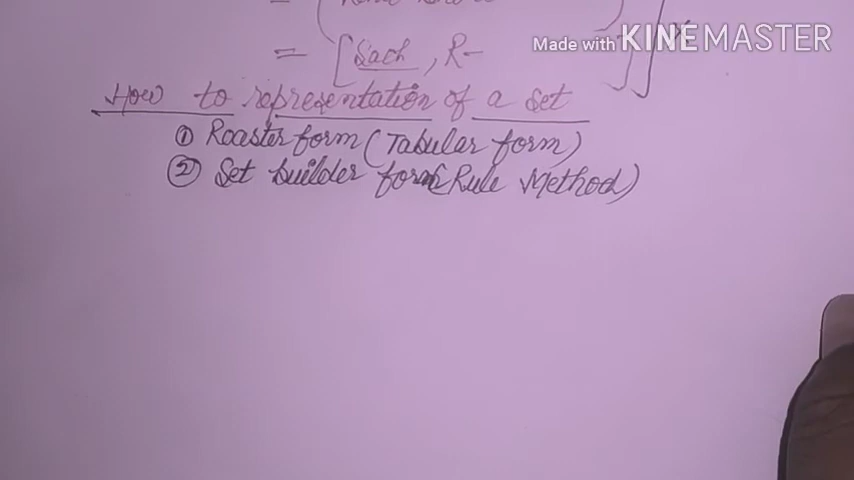 =
= [Sach, R-
Made with KINEMASTER
How to representation of a set
① Roaster form (Tabular form)
② Set builder form (Rule Method)